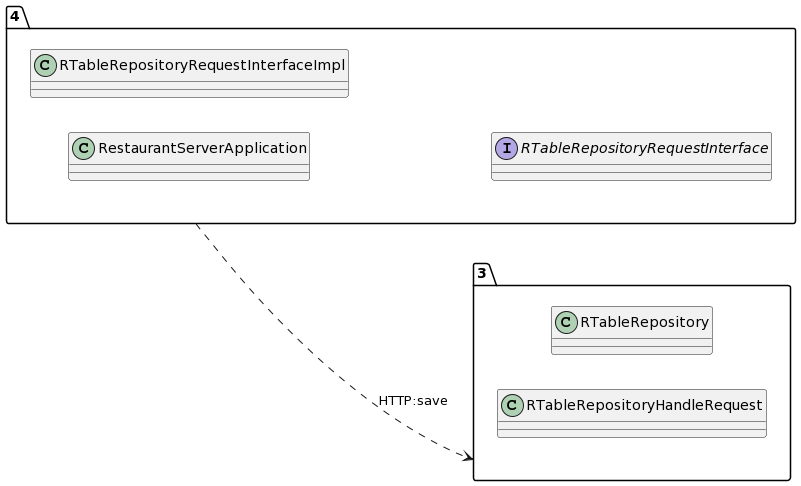 4
C RTableRepositoryRequestInterfaceImpl
C RestaurantServerApplication
I RTableRepositoryRequestInterface
3
C RTableRepository
HTTP:save
C RTableRepositoryHandleRequest